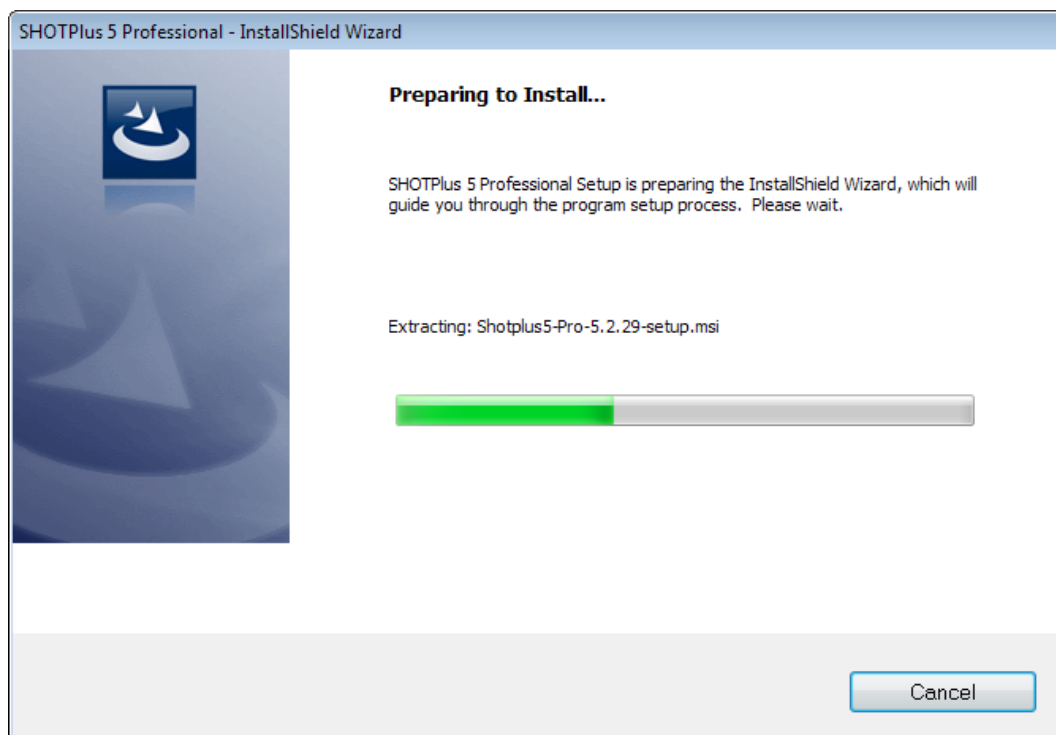 SHOTPlus 5 Professional - InstallShield Wizard
Preparing to Install...
SHOTPlus 5 Professional Setup is preparing the InstallShield Wizard, which will
guide you through the program setup process.  Please wait.
Extracting: Shotplus5-Pro-5.2.29-setup.msi
Cancel